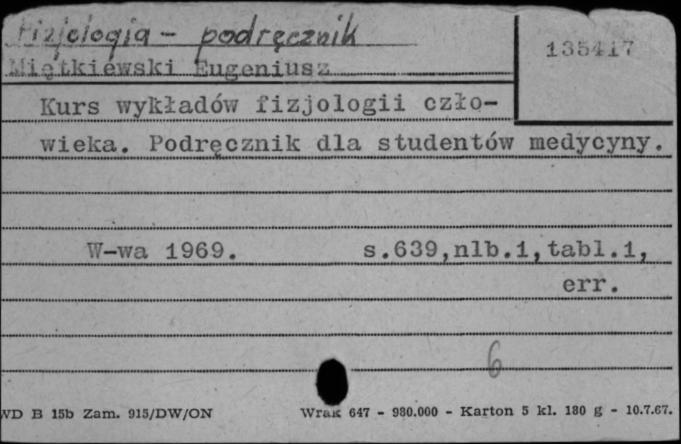 Fizjologia - podręcznik
135417
Miętkiewski Eugeniusz
Kurs wykładów fizjologii czło-
wieka. Podręcznik dla studentów medycyny.
W-wa 1969. s.639,nlb.1,tabl.1,
err.
6
WD B 15b Zam. 915/DW/ON Wrak 647 - 980.000 - Karton 5 kl. 180 g - 10.7.67.